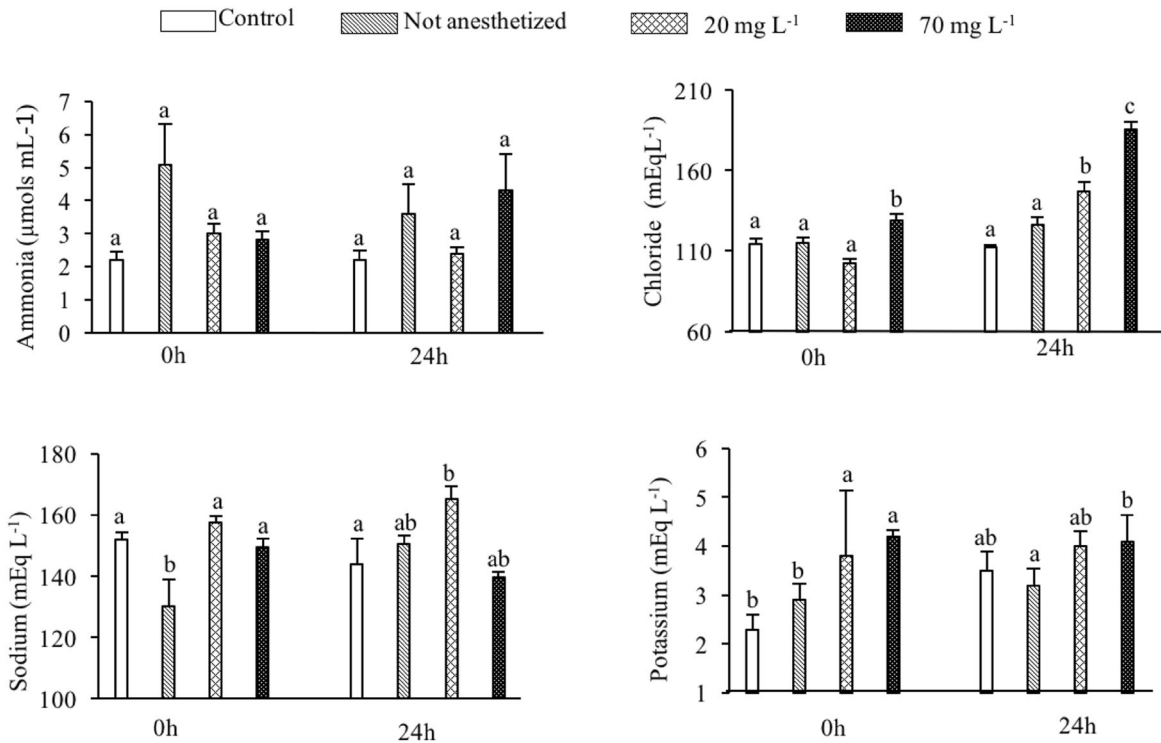 Control Not anesthetized 20 mg L⁻¹ 70 mg L⁻¹
Ammonia (µmols mL-1)
7
6
5
4
3
2
1
0
a a a a a a a a
0h 24h
Chloride (mEqL⁻¹)
210
160
110
60
a a a b a a b c
0h 24h
Sodium (mEq L⁻¹)
180
160
140
120
100
a b a a a ab b ab
0h 24h
Potassium (mEq L⁻¹)
6
5
4
3
2
1
b b a a ab a ab b
0h 24h